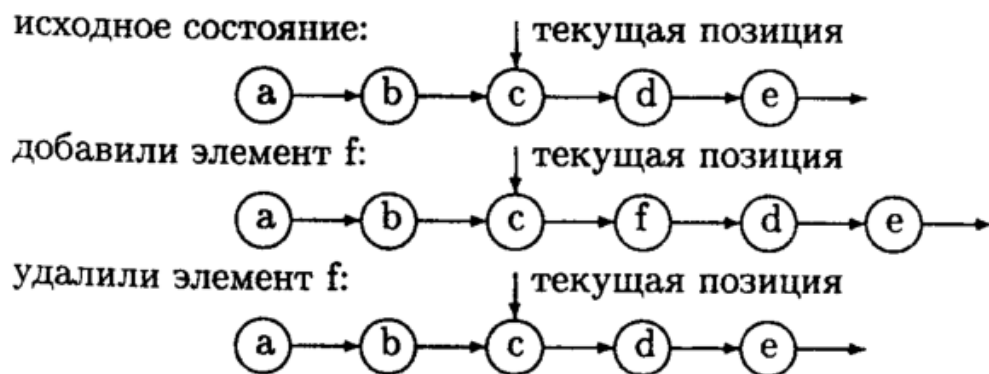 исходное состояние:
текущая позиция
a b c d e
добавили элемент f:
текущая позиция
a b c f d e
удалили элемент f:
текущая позиция
a b c d e